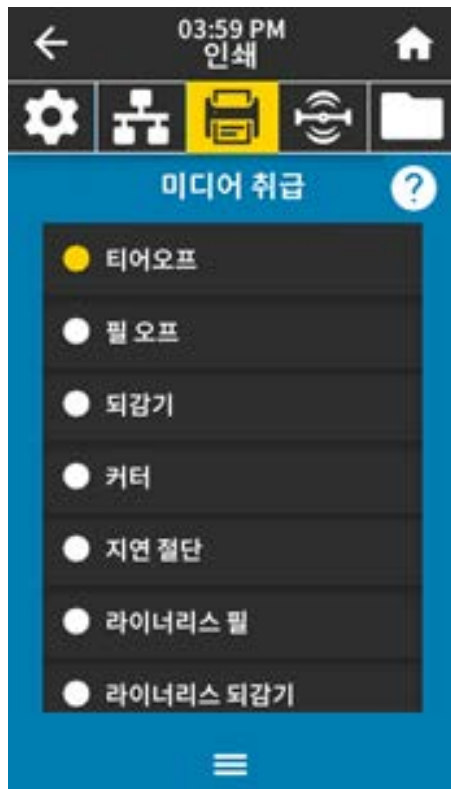 03:59 PM
인쇄
미디어 취급
?
티어오프
필 오프
되감기
커터
지연 절단
라이너리스 필
라이너리스 되감기